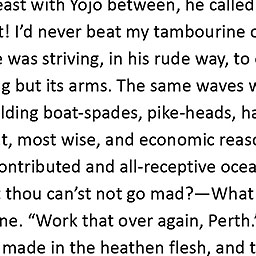 east with Yojo between, he called
t! I’d never beat my tambourine o
e was striving, in his rude way, to
g but its arms. The same waves w
lding boat-spades, pike-heads, ha
t, most wise, and economic reaso
ontributed and all-receptive ocea
thou can’st not go mad?—What
ne. “Work that over again, Perth.”
made in the heathen flesh, and t